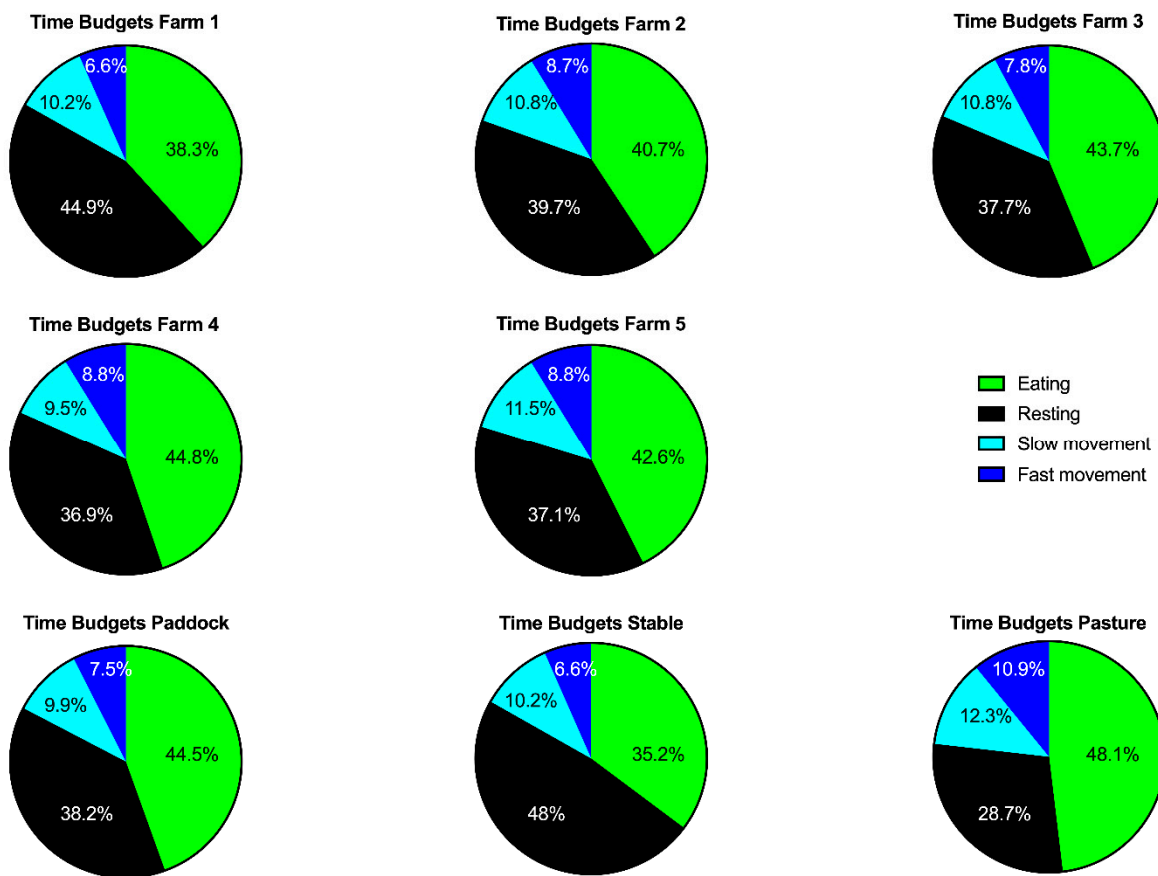 Time Budgets Farm 1
6.6%
10.2%
38.3%
44.9%
Time Budgets Farm 2
8.7%
10.8%
40.7%
39.7%
Time Budgets Farm 3
7.8%
10.8%
43.7%
37.7%
Time Budgets Farm 4
8.8%
9.5%
44.8%
36.9%
Time Budgets Farm 5
8.8%
11.5%
42.6%
37.1%
Eating
Resting
Slow movement
Fast movement
Time Budgets Paddock
7.5%
9.9%
44.5%
38.2%
Time Budgets Stable
6.6%
10.2%
35.2%
48%
Time Budgets Pasture
10.9%
12.3%
48.1%
28.7%